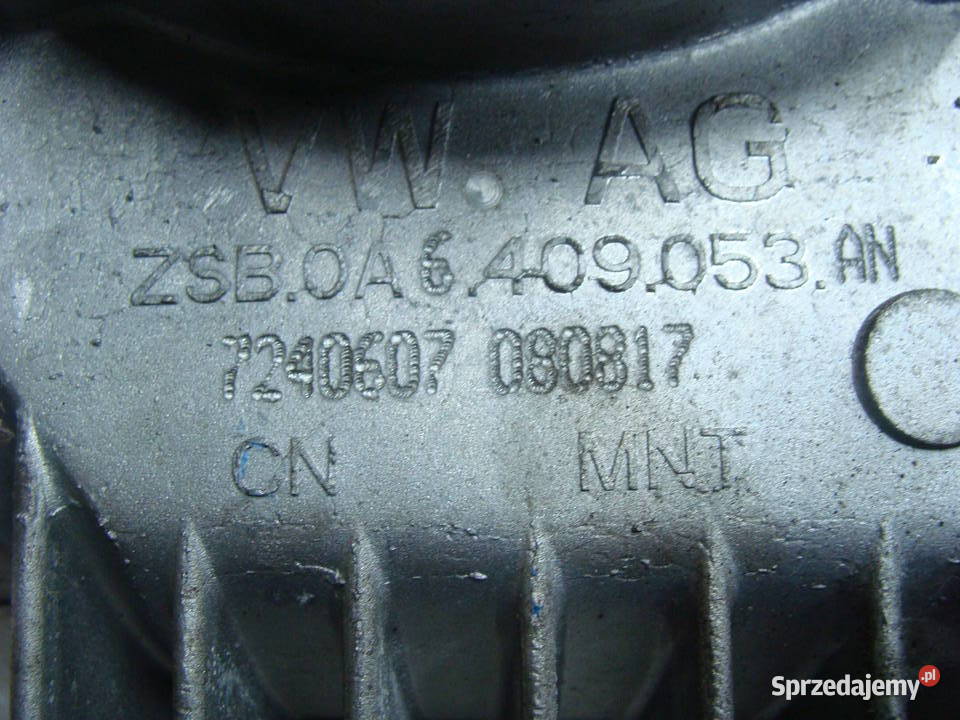 VW. AG
ZSB.0A6.409.053.AN
7240607 080817
CN MNT
Sprzedajemy.pl